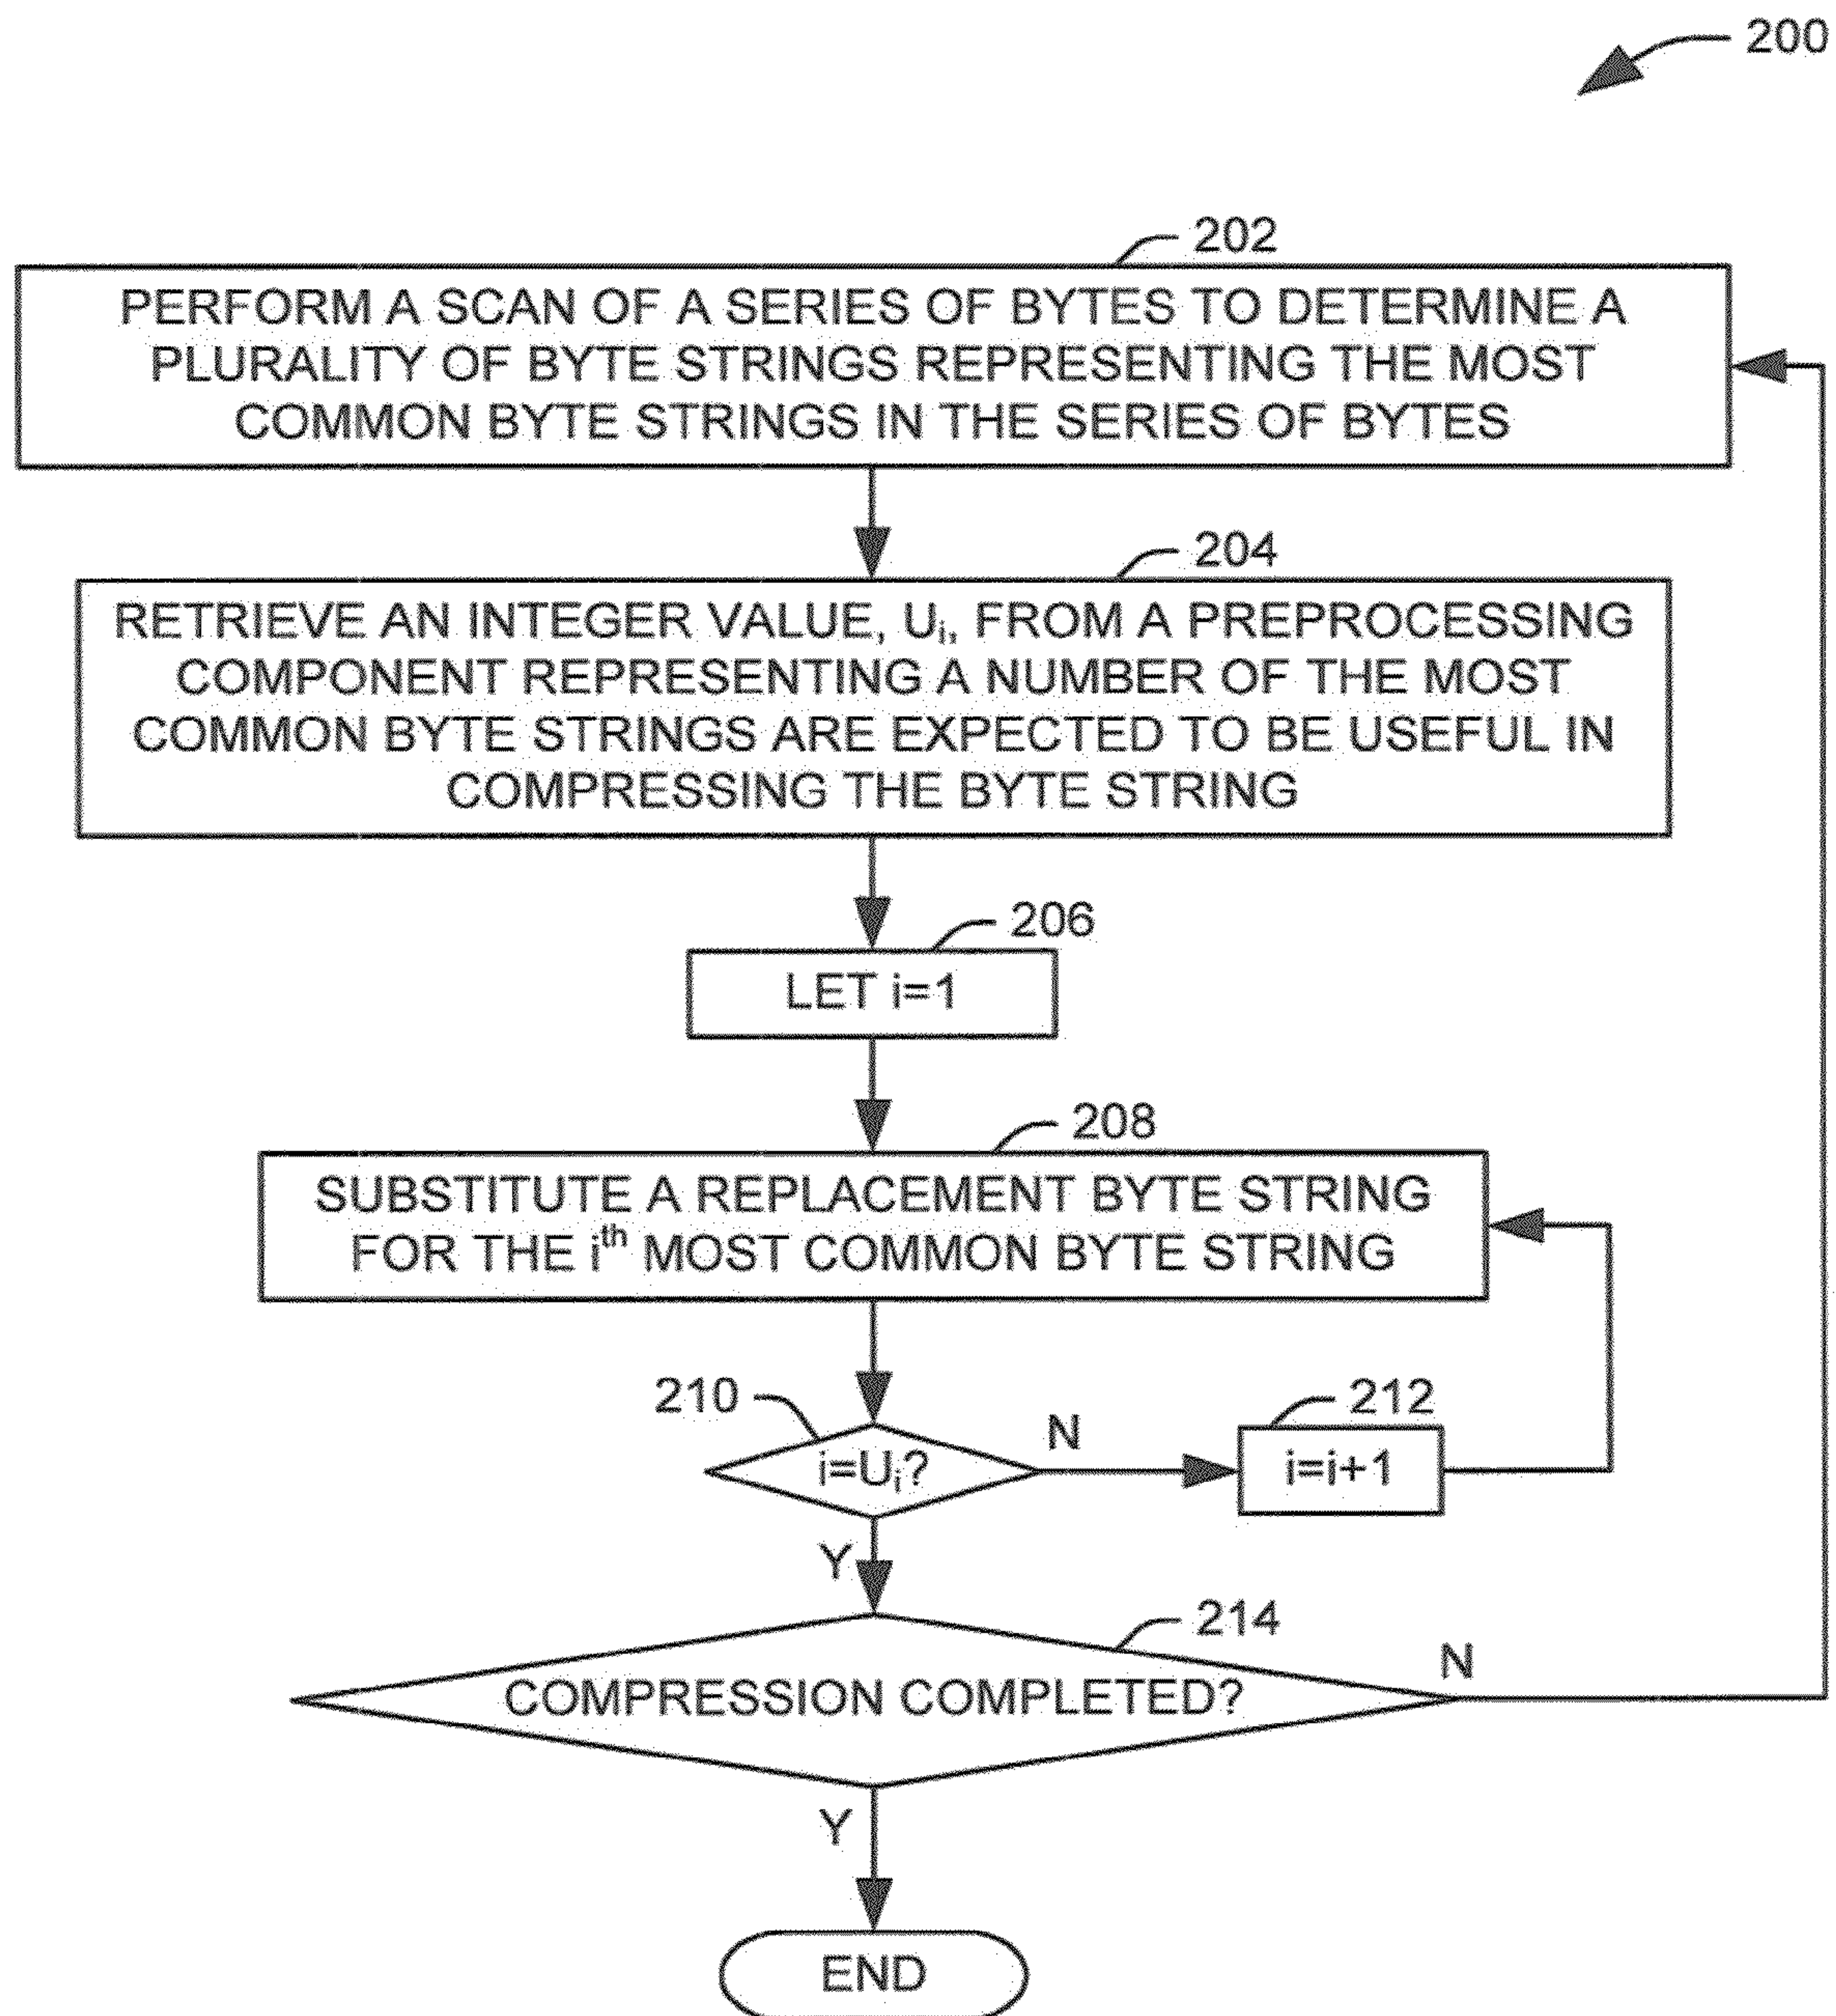 200
202
PERFORM A SCAN OF A SERIES OF BYTES TO DETERMINE A
PLURALITY OF BYTE STRINGS REPRESENTING THE MOST
COMMON BYTE STRINGS IN THE SERIES OF BYTES
204
RETRIEVE AN INTEGER VALUE, Ui, FROM A PREPROCESSING
COMPONENT REPRESENTING A NUMBER OF THE MOST
COMMON BYTE STRINGS ARE EXPECTED TO BE USEFUL IN
COMPRESSING THE BYTE STRING
206
LET i=1
208
SUBSTITUTE A REPLACEMENT BYTE STRING
FOR THE ith MOST COMMON BYTE STRING
210
i=Ui?
N
212
i=i+1
Y
214
COMPRESSION COMPLETED?
N
Y
END